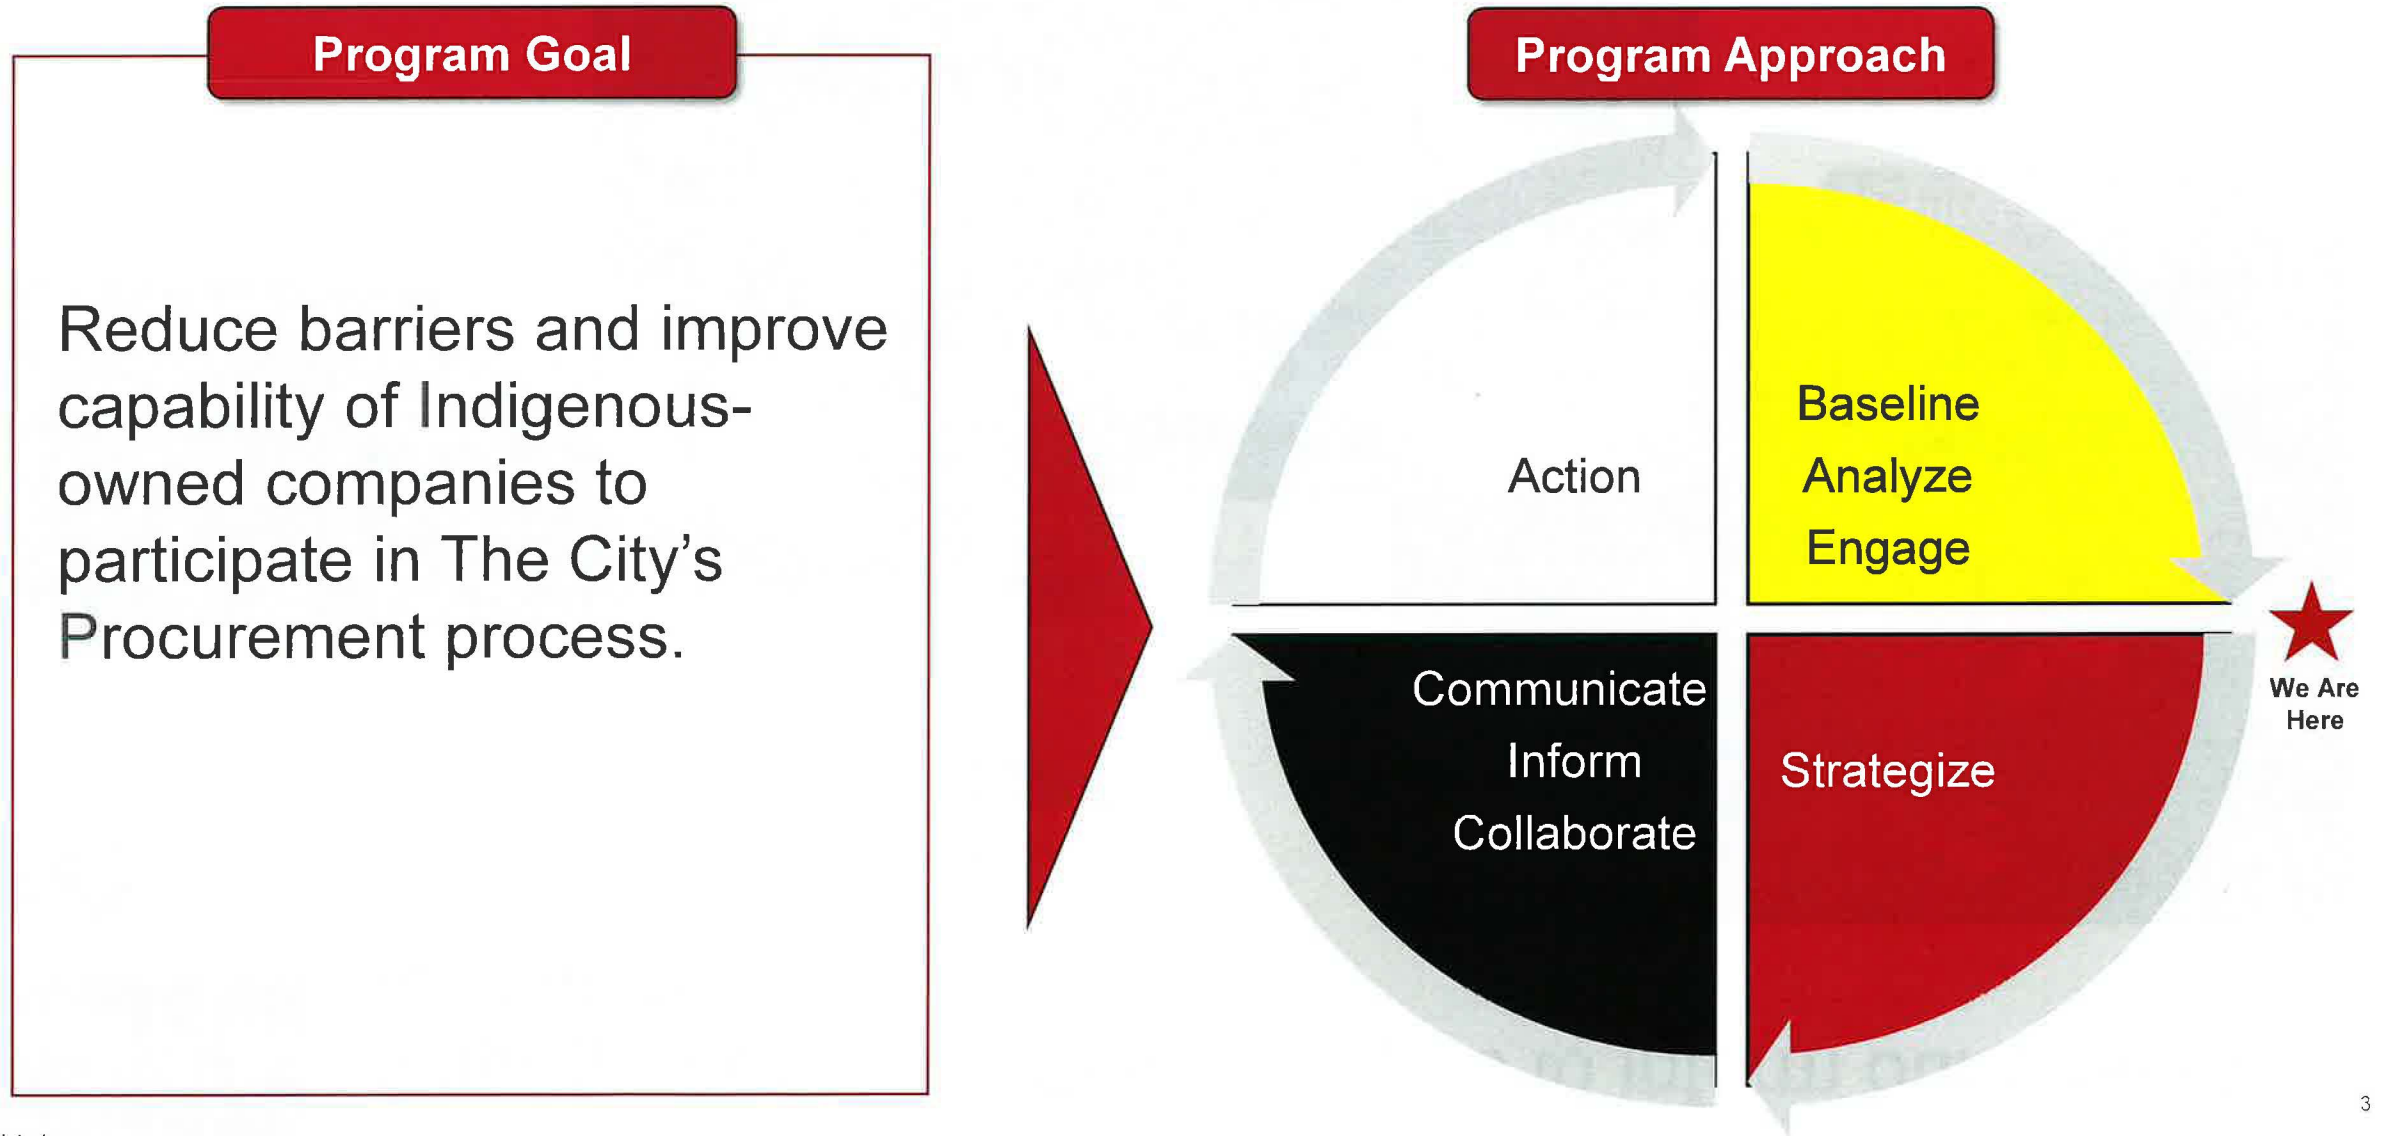 Program Goal
Reduce barriers and improve
capability of Indigenous-
owned companies to
participate in The City's
Procurement process.
Program Approach
Action
Baseline
Analyze
Engage
Communicate
Inform
Collaborate
Strategize
We Are
Here
3